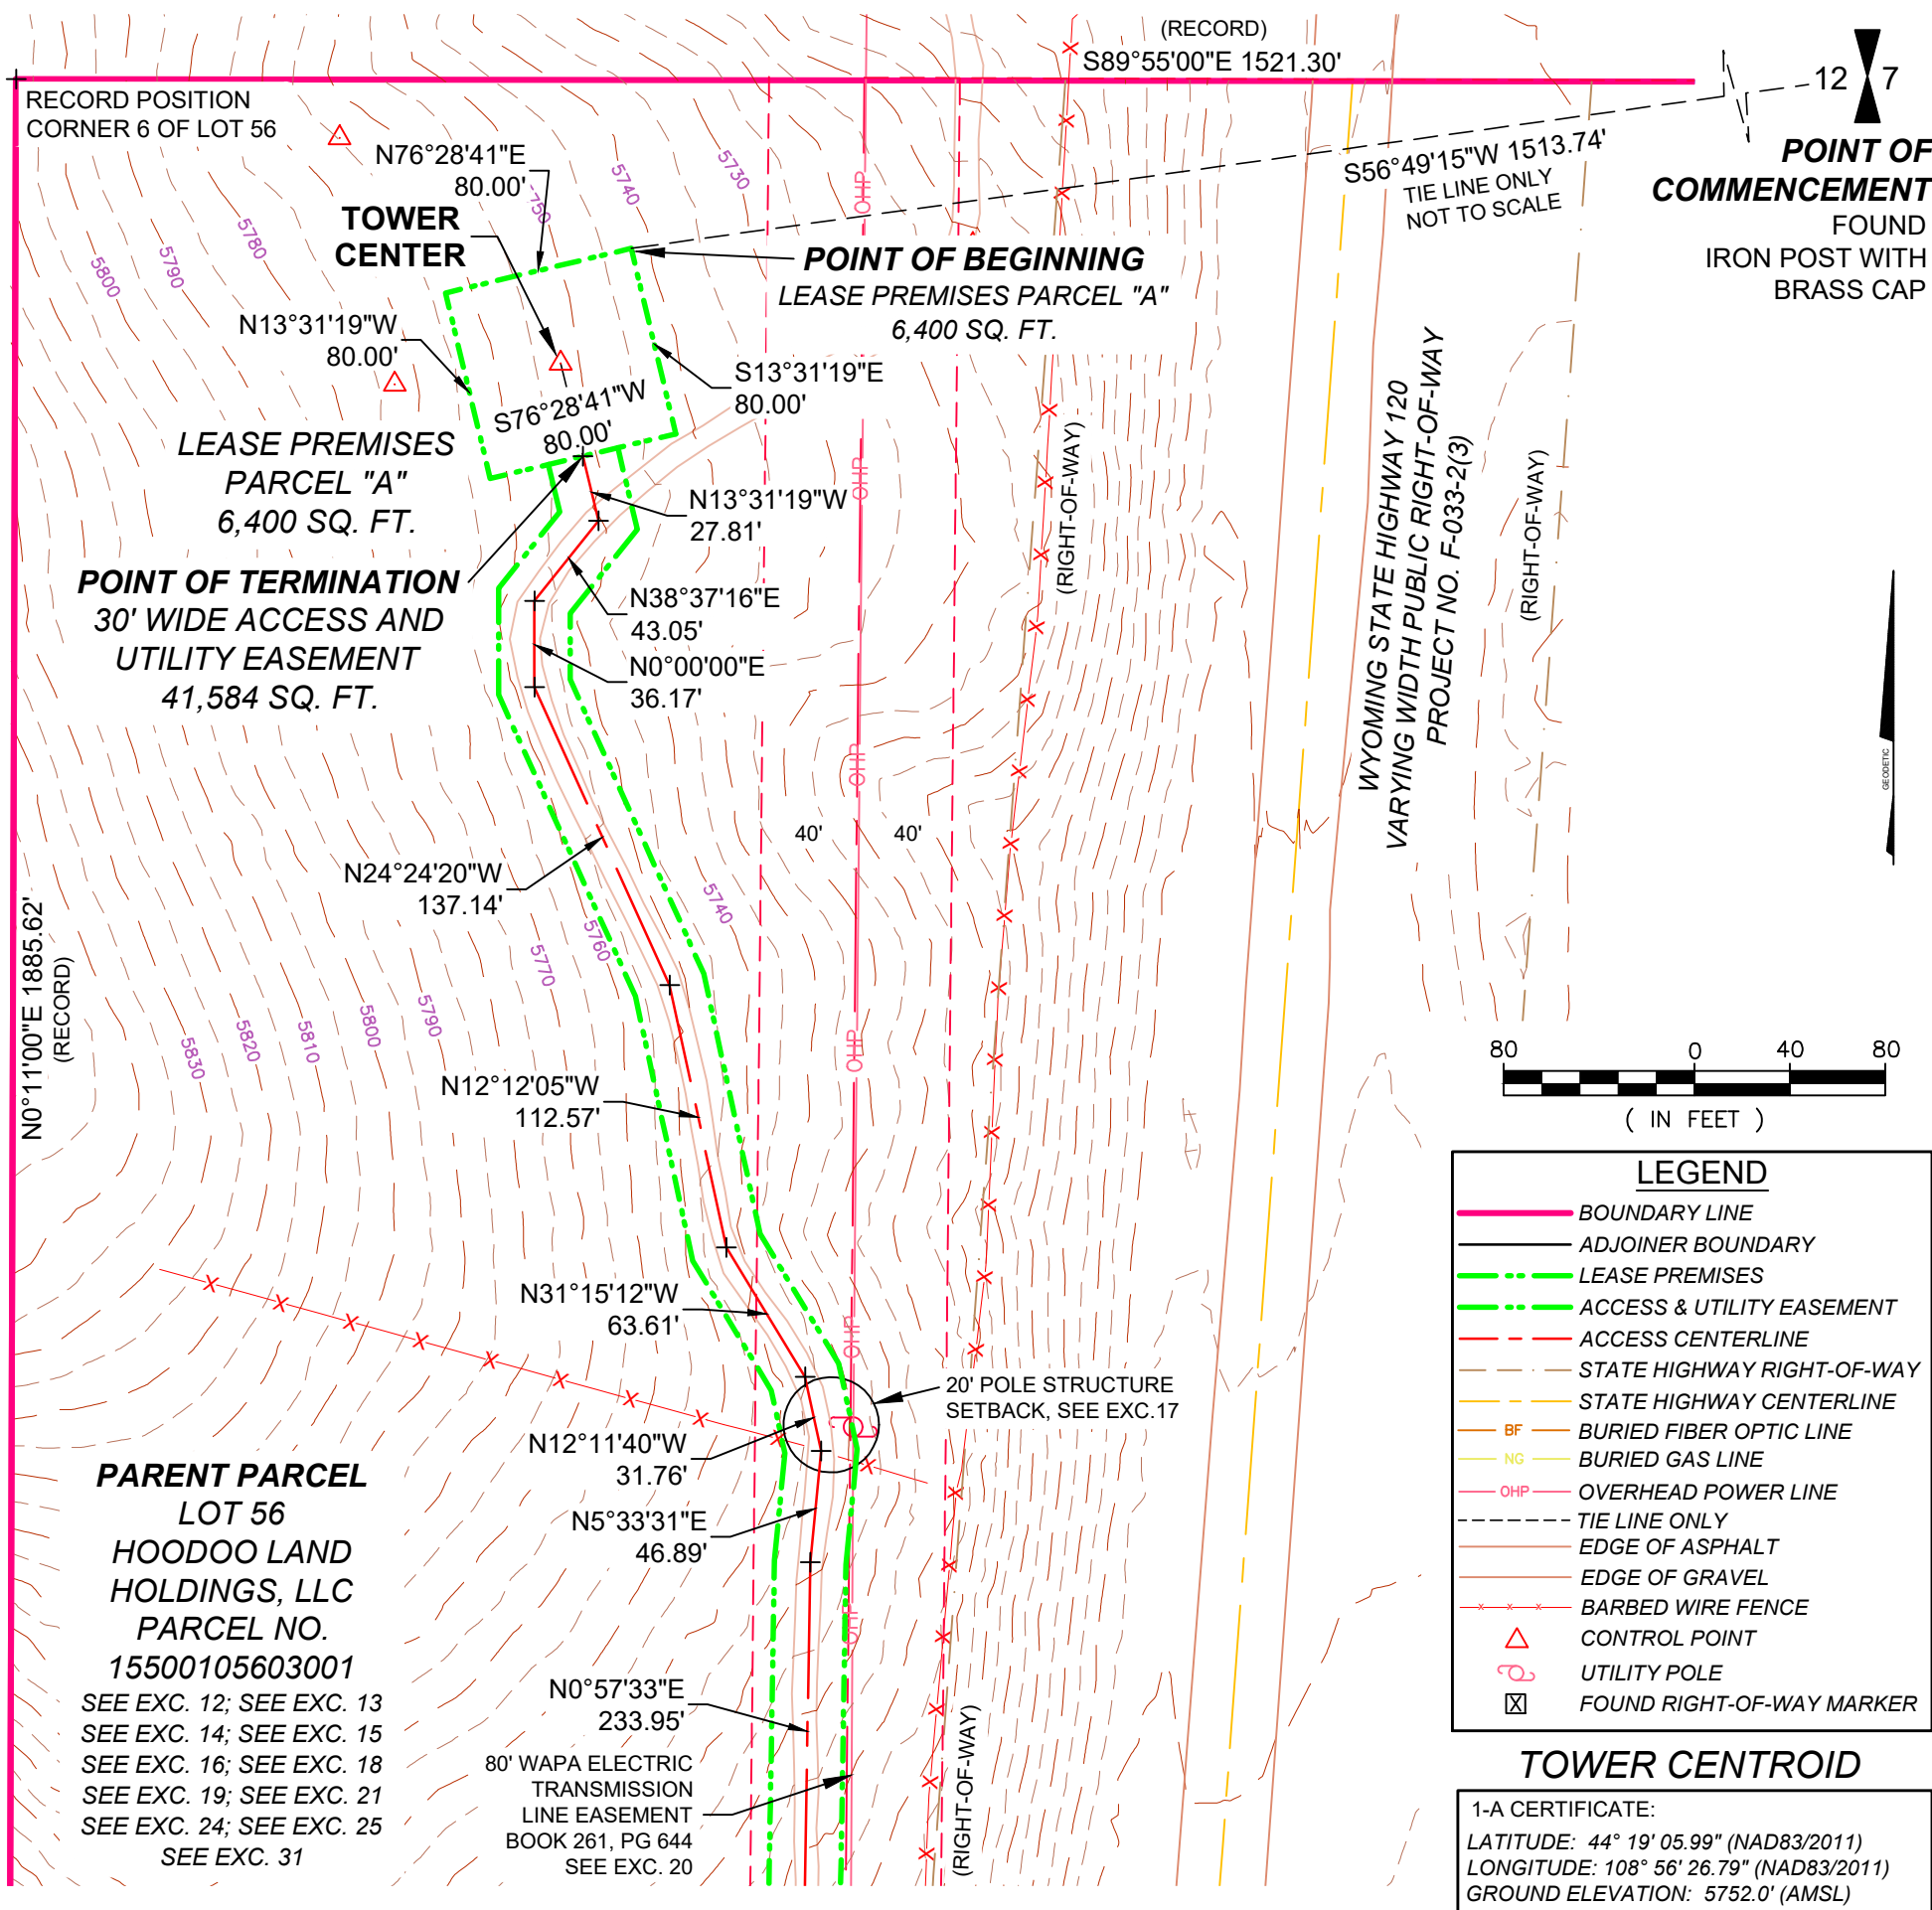 (RECORD)
S89°55'00"E 1521.30'
12 7
RECORD POSITION
CORNER 6 OF LOT 56
POINT OF
COMMENCEMENT
FOUND
IRON POST WITH
BRASS CAP
S56°49'15"W 1513.74'
TIE LINE ONLY
NOT TO SCALE
N76°28'41"E
80.00'
TOWER
CENTER
POINT OF BEGINNING
LEASE PREMISES PARCEL "A"
6,400 SQ. FT.
N13°31'19"W
80.00'
S13°31'19"E
80.00'
S76°28'41"W
80.00'
LEASE PREMISES
PARCEL "A"
6,400 SQ. FT.
N13°31'19"W
27.81'
POINT OF TERMINATION
30' WIDE ACCESS AND
UTILITY EASEMENT
41,584 SQ. FT.
N38°37'16"E
43.05'
N0°00'00"E
36.17'
N24°24'20"W
137.14'
N12°12'05"W
112.57'
N31°15'12"W
63.61'
20' POLE STRUCTURE
SETBACK, SEE EXC.17
N12°11'40"W
31.76'
N5°33'31"E
46.89'
N0°57'33"E
233.95'
80' WAPA ELECTRIC
TRANSMISSION
LINE EASEMENT
BOOK 261, PG 644
SEE EXC. 20
N0°11'00"E 1885.62'
(RECORD)
PARENT PARCEL
LOT 56
HOODOO LAND
HOLDINGS, LLC
PARCEL NO.
15500105603001
SEE EXC. 12; SEE EXC. 13
SEE EXC. 14; SEE EXC. 15
SEE EXC. 16; SEE EXC. 18
SEE EXC. 19; SEE EXC. 21
SEE EXC. 24; SEE EXC. 25
SEE EXC. 31
5800
5790
5780
750
5740
5730
5740
5760
5770
5790
5800
5810
5820
5830
OHP
OHP
OHP
OHP
OHP
OHP
40'
40'
(RIGHT-OF-WAY)
(RIGHT-OF-WAY)
(RIGHT-OF-WAY)
WYOMING STATE HIGHWAY 120
VARYING WIDTH PUBLIC RIGHT-OF-WAY
PROJECT NO. F-033-2(3)
GEODETIC
80 0 40 80
( IN FEET )
LEGEND
BOUNDARY LINE
ADJOINER BOUNDARY
LEASE PREMISES
ACCESS & UTILITY EASEMENT
ACCESS CENTERLINE
STATE HIGHWAY RIGHT-OF-WAY
STATE HIGHWAY CENTERLINE
BF BURIED FIBER OPTIC LINE
NG BURIED GAS LINE
OHP OVERHEAD POWER LINE
TIE LINE ONLY
EDGE OF ASPHALT
EDGE OF GRAVEL
BARBED WIRE FENCE
CONTROL POINT
UTILITY POLE
FOUND RIGHT-OF-WAY MARKER
TOWER CENTROID
1-A CERTIFICATE:
LATITUDE: 44° 19' 05.99" (NAD83/2011)
LONGITUDE: 108° 56' 26.79" (NAD83/2011)
GROUND ELEVATION: 5752.0' (AMSL)